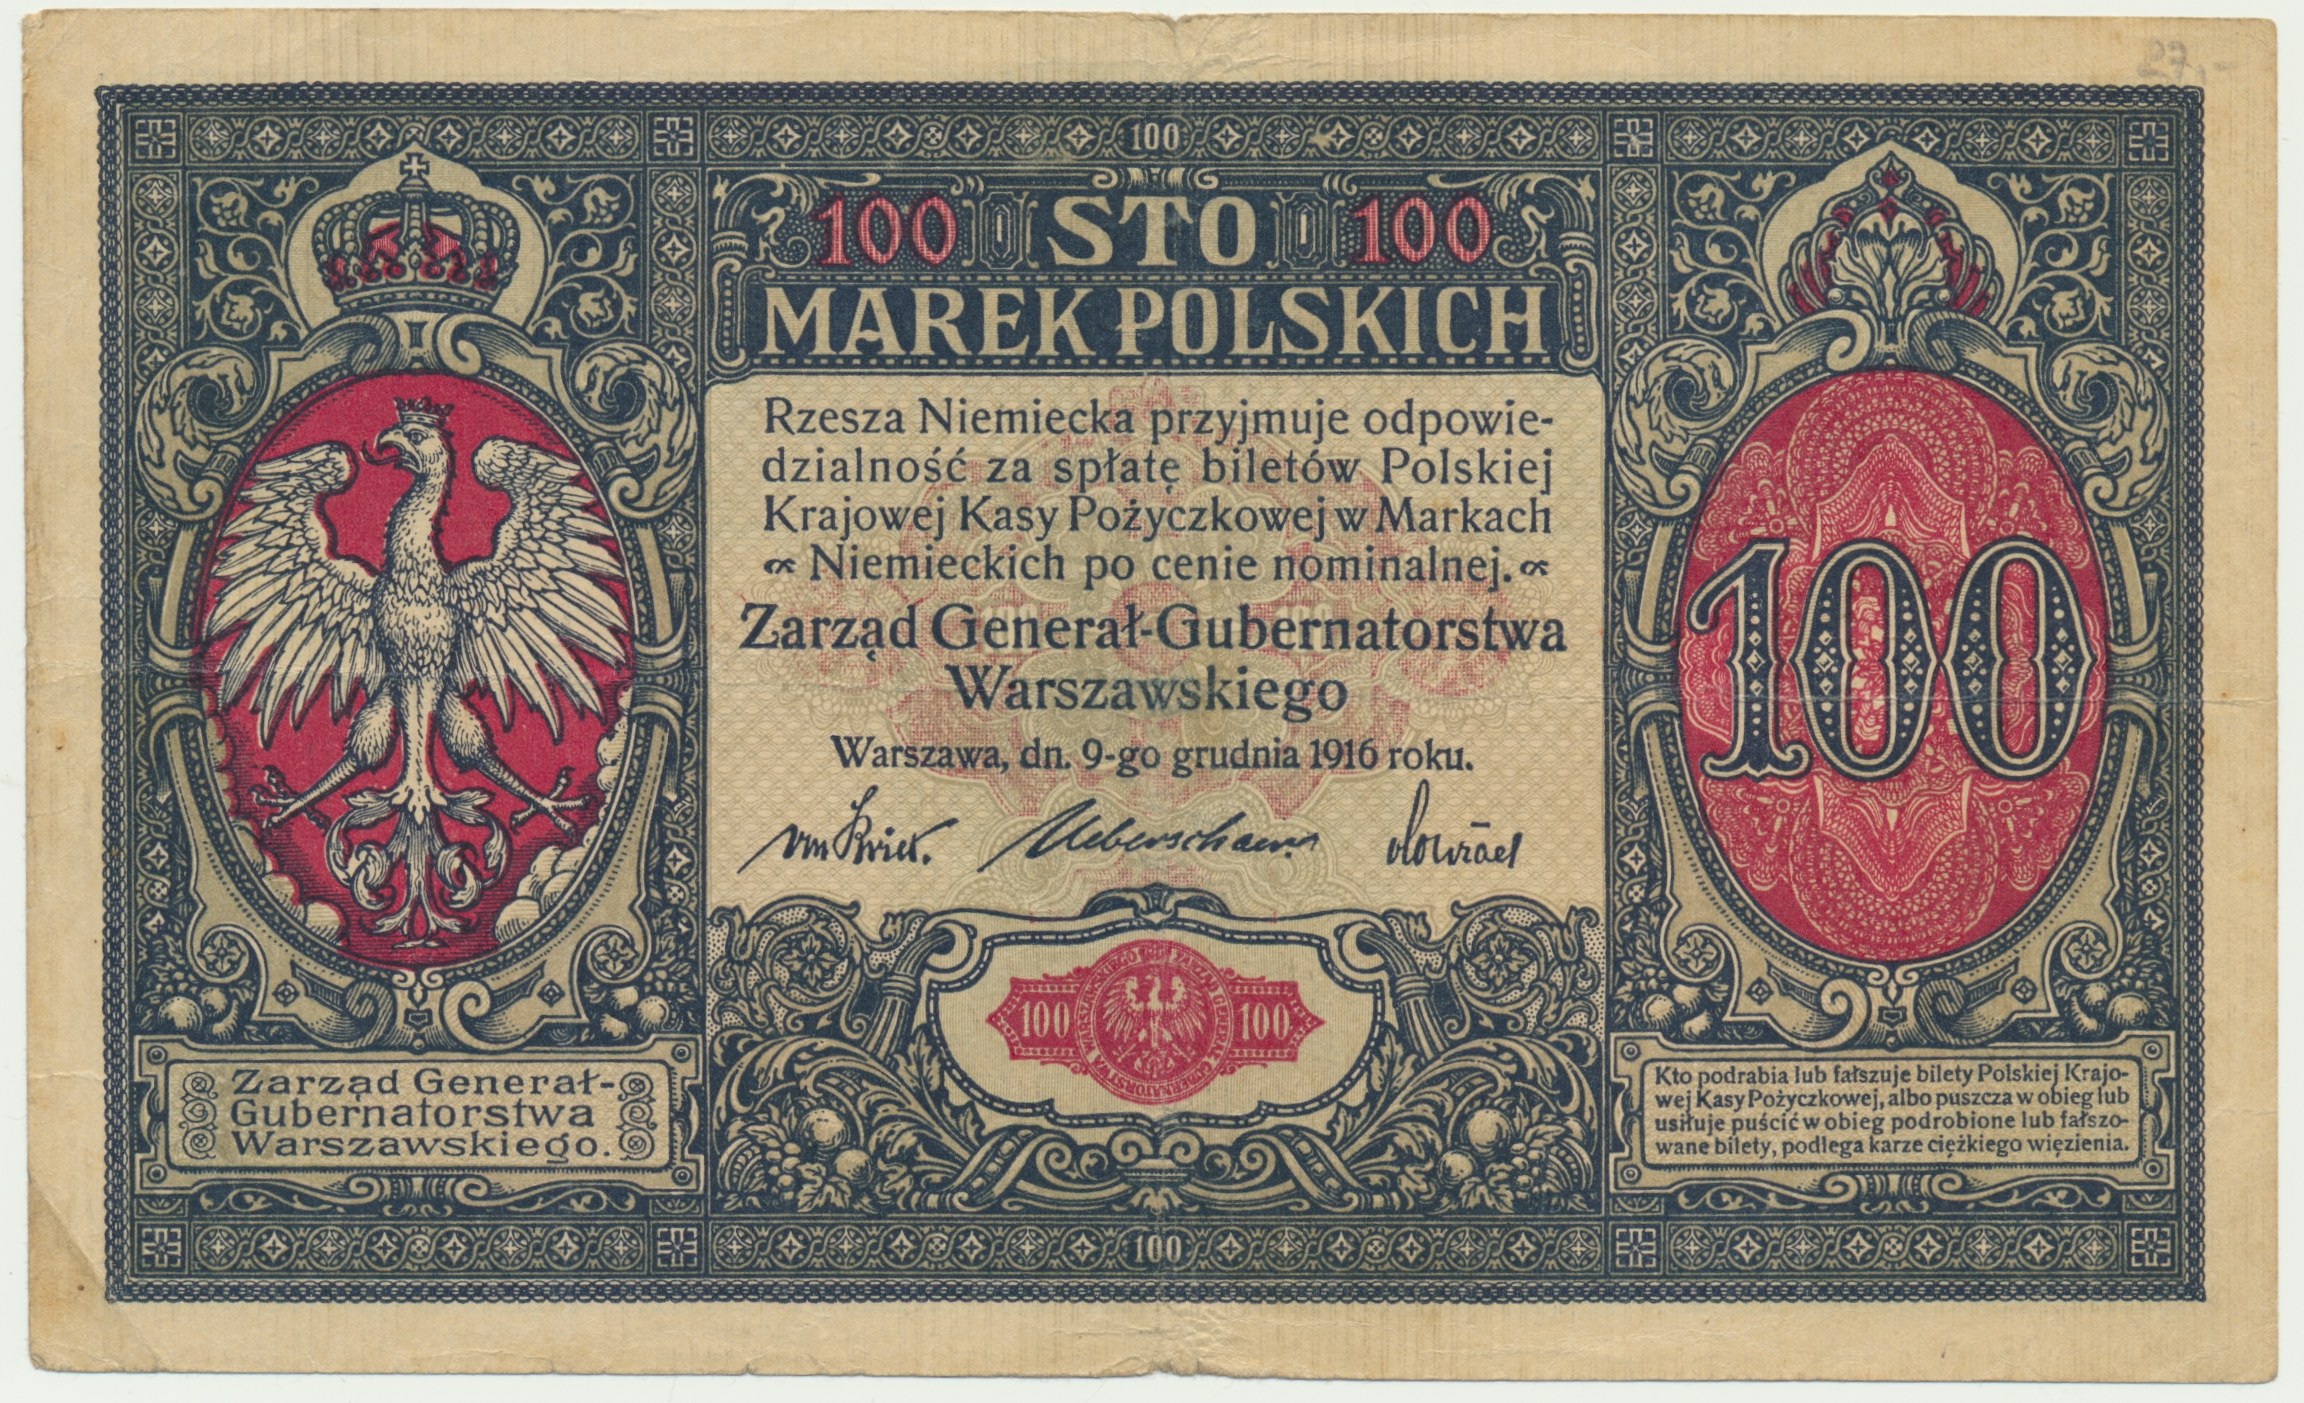 100
100 STO 100
MAREK POLSKICH
Rzesza Niemiecka przyjmuje odpowie-
dzialność za spłatę biletów Polskiej
Krajowej Kasy Pożyczkowej w Markach
Niemieckich po cenie nominalnej.
Zarząd Generał-Gubernatorstwa
Warszawskiego
Warszawa, dn. 9-go grudnia 1916 roku.
100
100 100
Zarząd Generał-
Gubernatorstwa
Warszawskiego.
Kto podrabia lub fałszuje bilety Polskiej Krajo-
wej Kasy Pożyczkowej, albo puszcza w obieg lub
usiłuje puścić w obieg podrobione lub fałszo-
wane bilety, podlega karze ciężkiego więzienia.
100